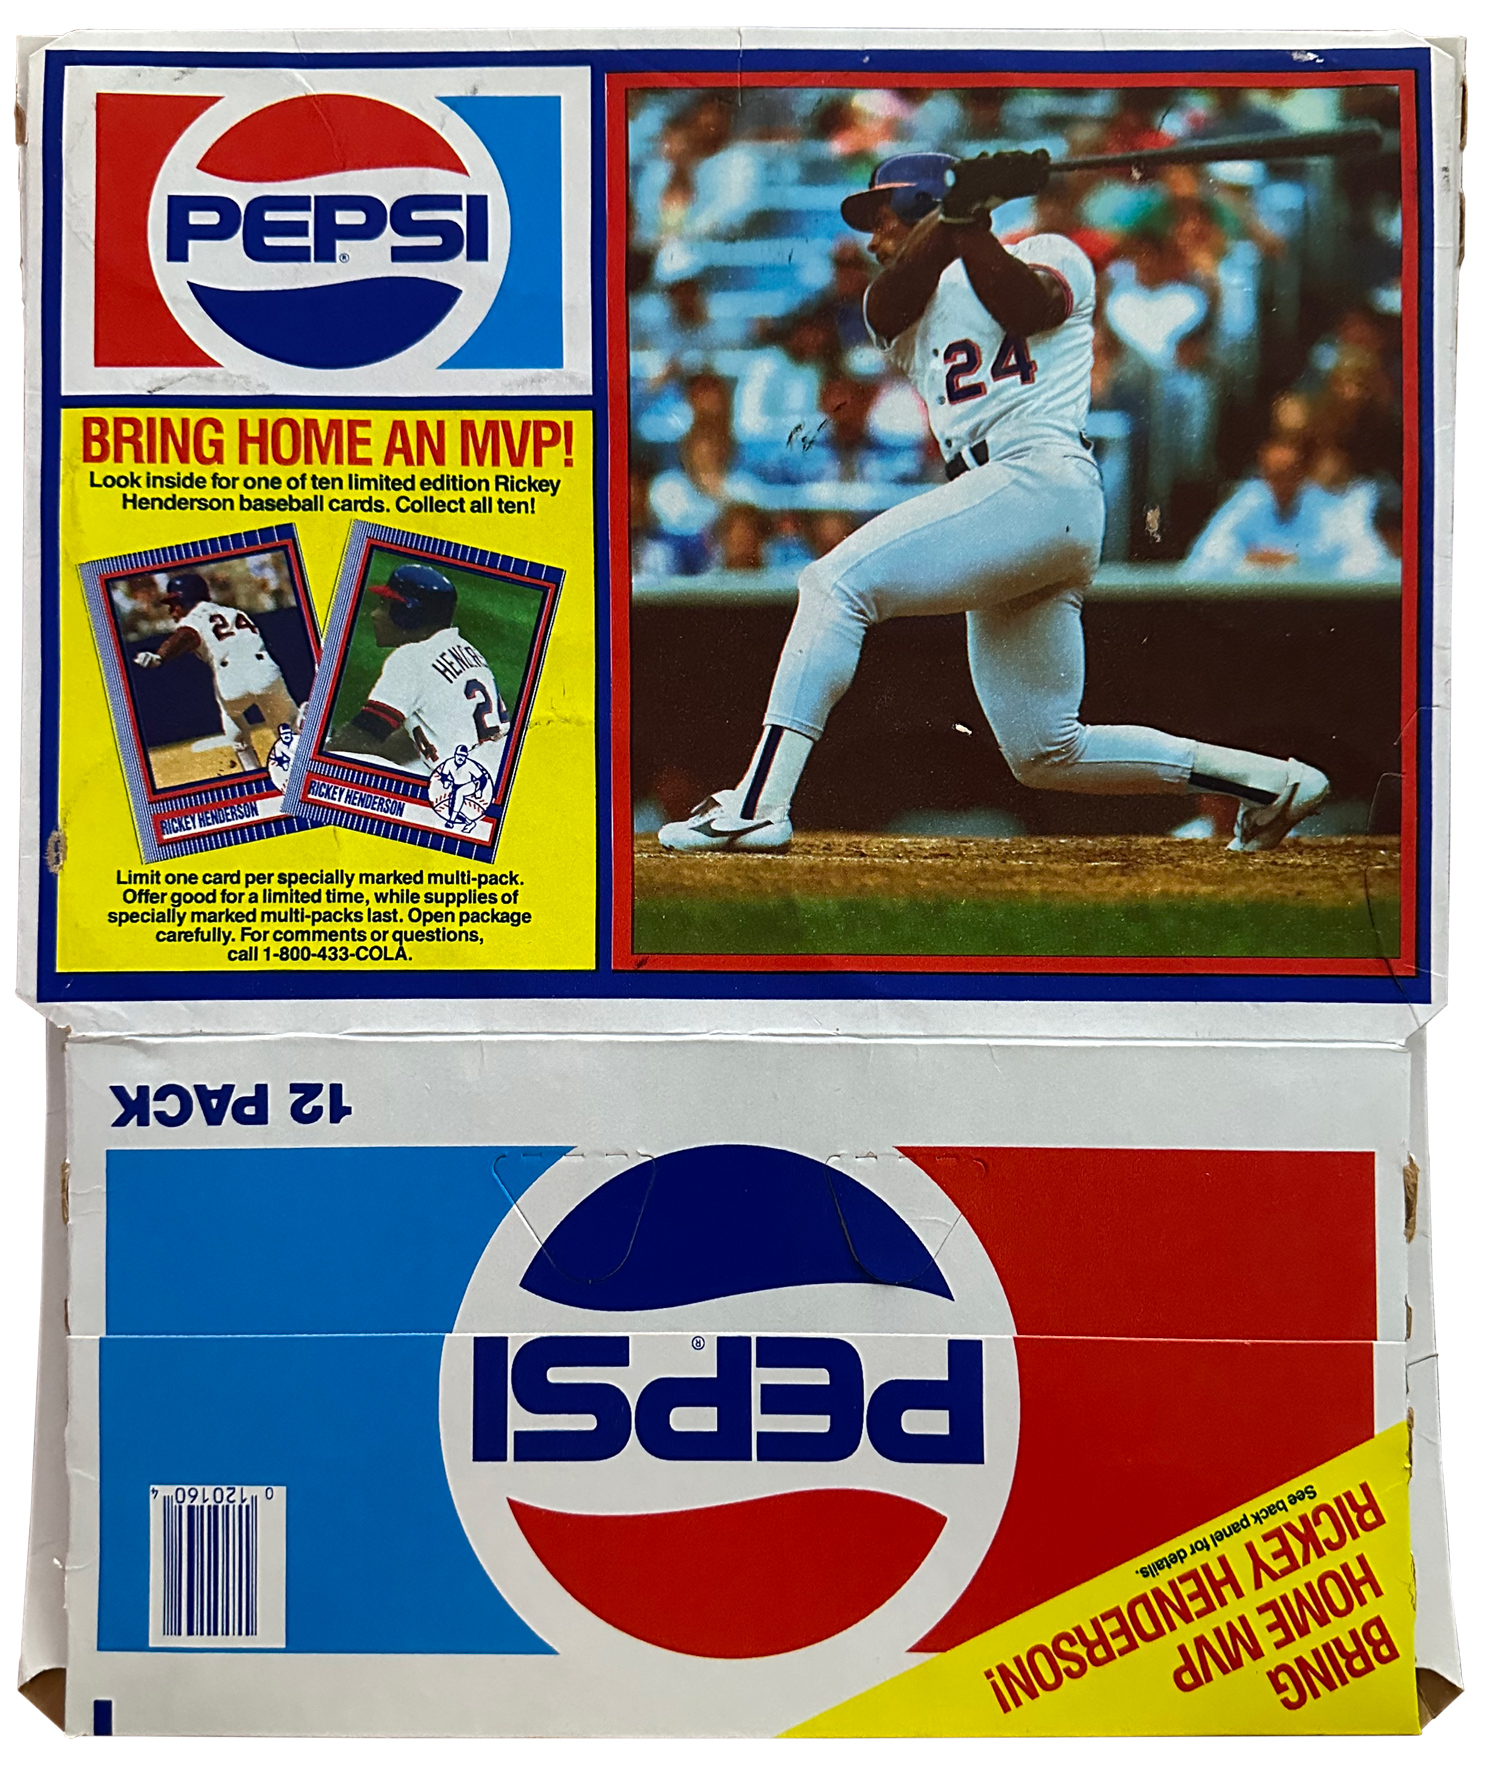 PEPSI®
BRING HOME AN MVP!
Look inside for one of ten limited edition Rickey
Henderson baseball cards. Collect all ten!
24
RICKEY HENDERSON
24
RICKEY HENDERSON
Limit one card per specially marked multi-pack.
Offer good for a limited time, while supplies of
specially marked multi-packs last. Open package
carefully. For comments or questions,
call 1-800-433-COLA.
24
12 PACK
PEPSI®
0 120160 4
BRING
HOME MVP
RICKEY HENDERSON!
See back panel for details.